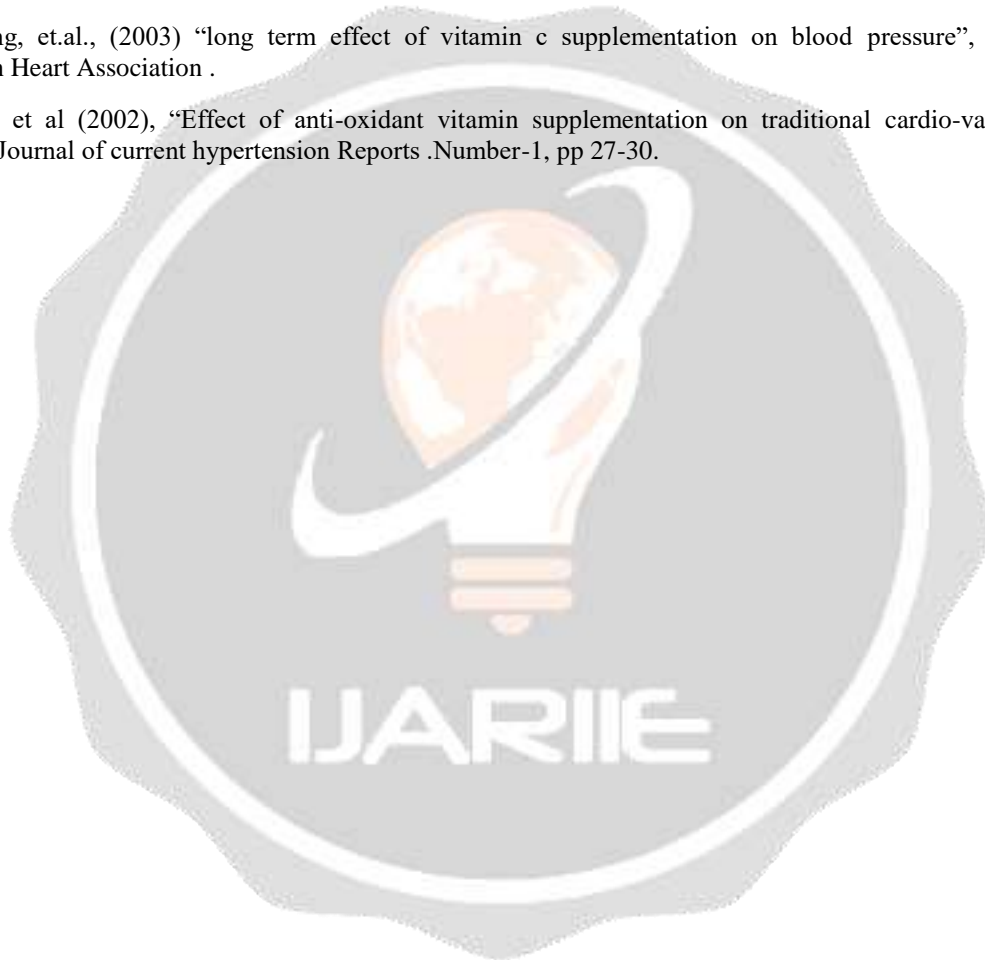 ng, et.al., (2003) “long term effect of vitamin c supplementation on blood pressure”,
n Heart Association .
et al (2002), “Effect of anti-oxidant vitamin supplementation on traditional cardio-va
Journal of current hypertension Reports .Number-1, pp 27-30.
IJARIIE